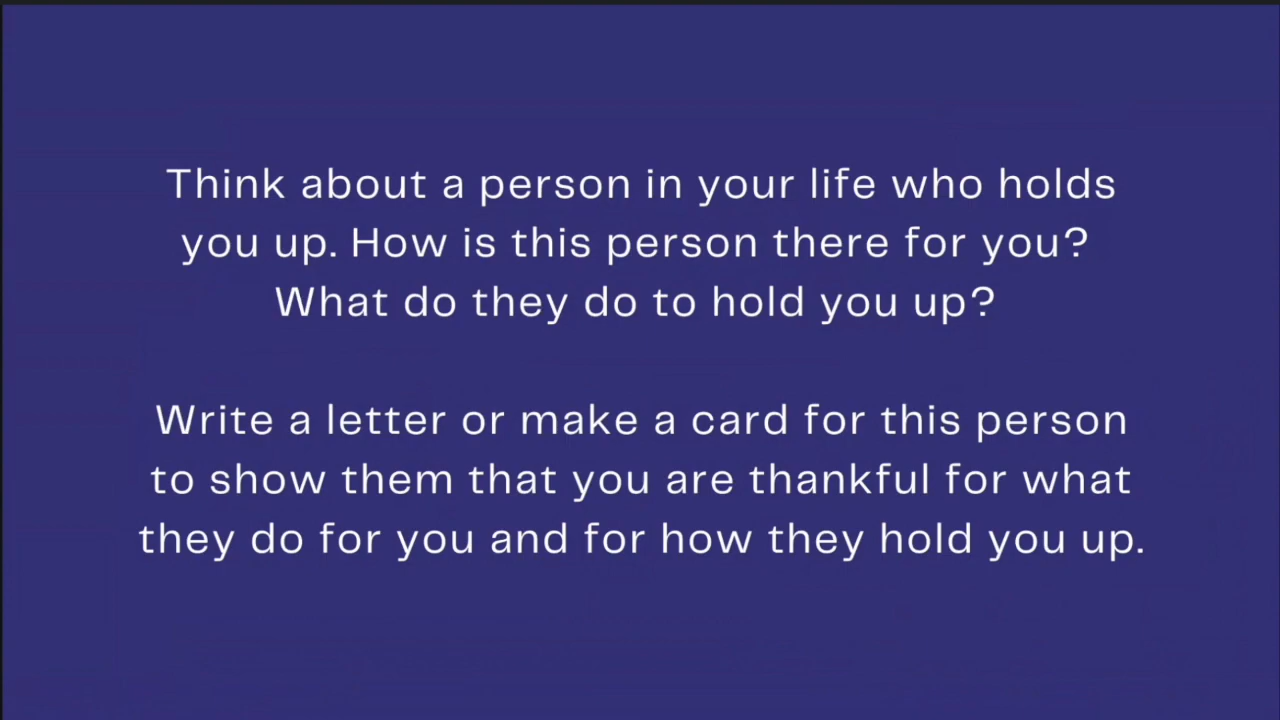 Think about a person in your life who holds
you up. How is this person there for you?
What do they do to hold you up?
Write a letter or make a card for this person
to show them that you are thankful for what
they do for you and for how they hold you up.